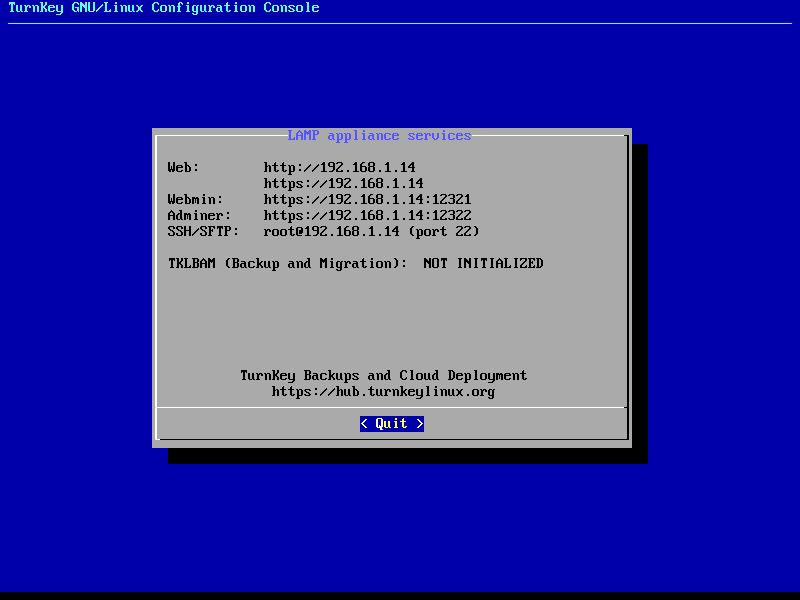 TurnKey GNU/Linux Configuration Console
LAMP appliance services
Web: http://192.168.1.14
https://192.168.1.14
Webmin: https://192.168.1.14:12321
Adminer: https://192.168.1.14:12322
SSH/SFTP: root@192.168.1.14 (port 22)
TKLBAM (Backup and Migration): NOT INITIALIZED
TurnKey Backups and Cloud Deployment
https://hub.turnkeylinux.org
< Quit >